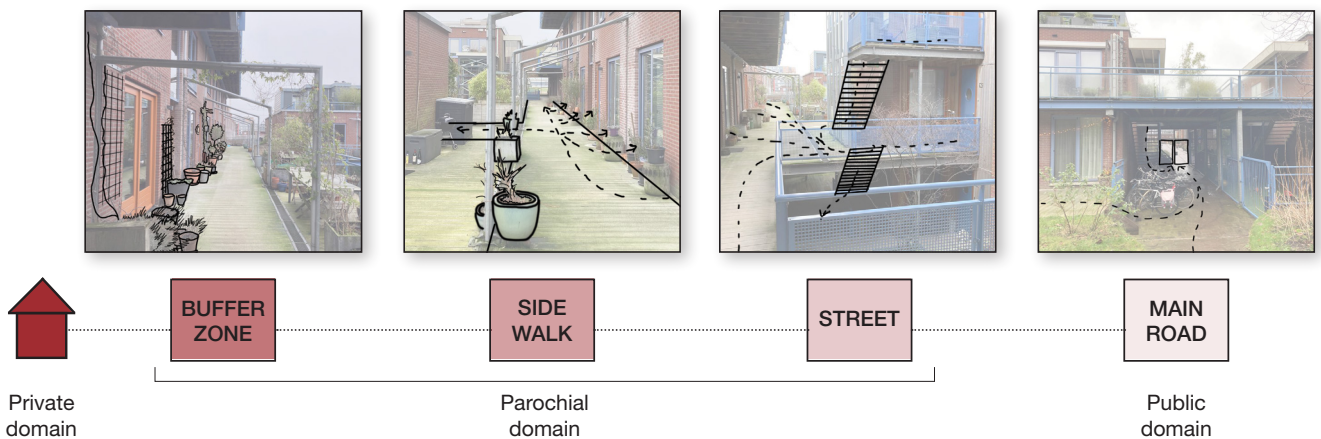 BUFFER
ZONE
SIDE
WALK
STREET
MAIN
ROAD
Private
domain
Parochial
domain
Public
domain